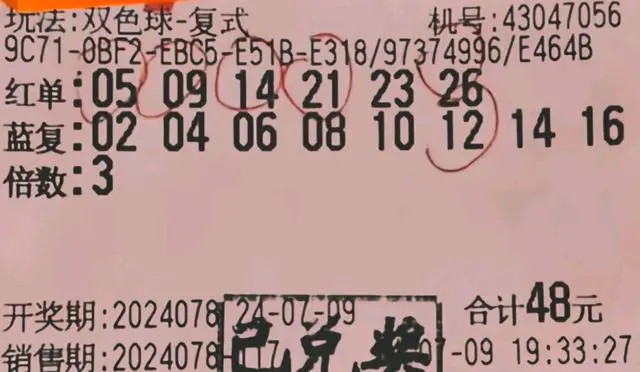 玩法:双色球-复式 机号:43047056
9C71-0BF2-EBC5-E51B-E318/97374996/E464B
红单:05 09 14 21 23 26
蓝复:02 04 06 08 10 12 14 16
倍数:3
开奖期:2024078 24-07-09 合计48元
销售期:2024078 07-09 19:33:27
已兑奖